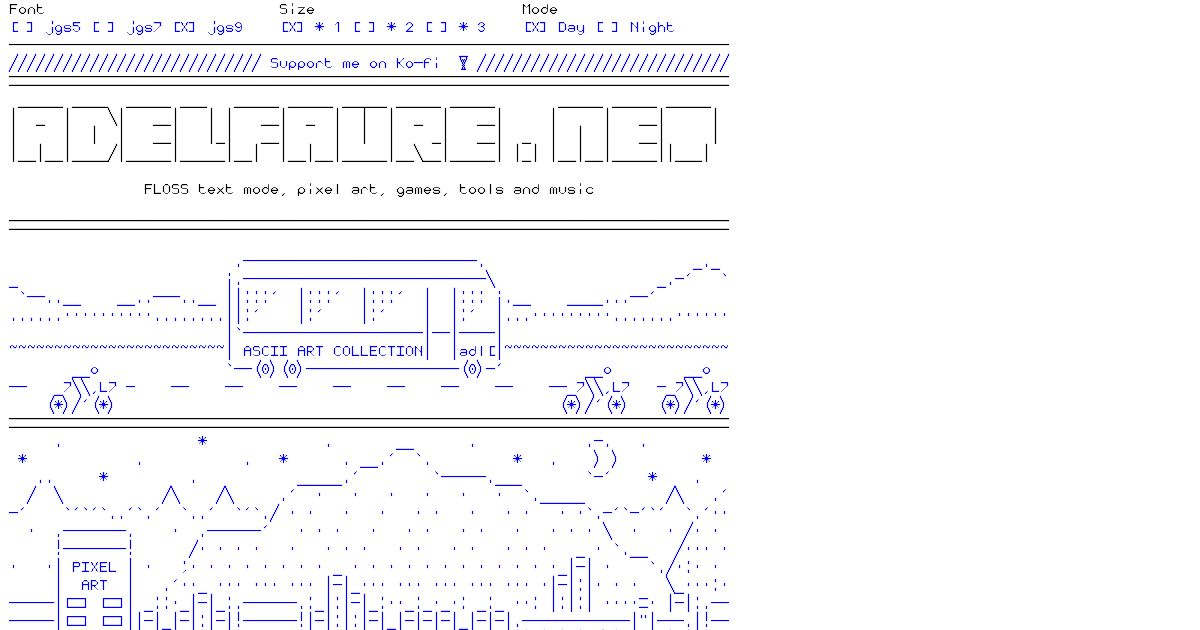 Font Size Mode
[ ] jgs5 [ ] jgs7 [X] jgs9 [X] * 1 [ ] * 2 [ ] * 3 [X] Day [ ] Night
Support me on Ko-fi
ADELFAURE.NET
FLOSS text mode, pixel art, games, tools and music
ASCII ART COLLECTION adl
PIXEL
ART